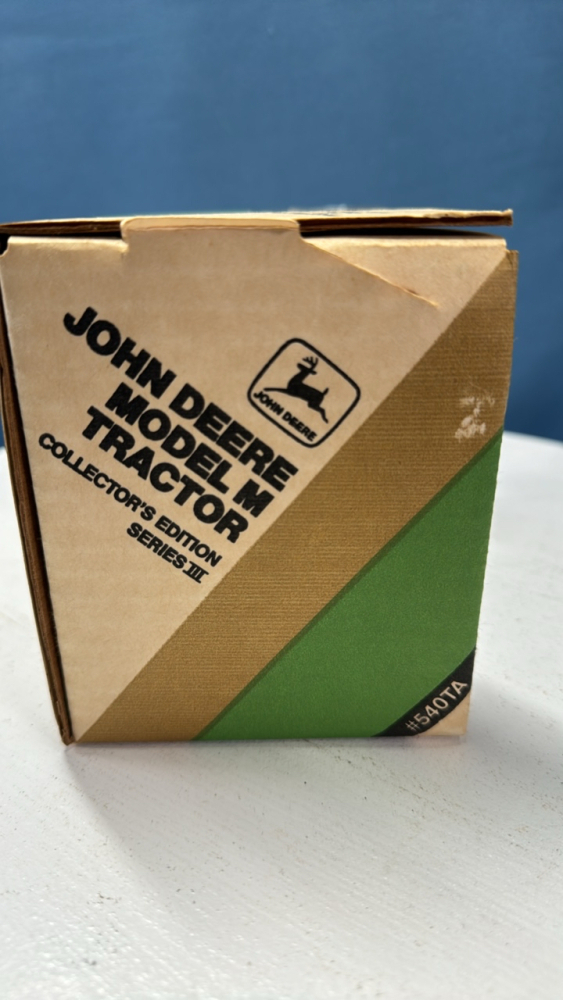 JOHN DEERE
MODEL M
TRACTOR
COLLECTOR'S EDITION
SERIES III
JOHN DEERE
#540TA